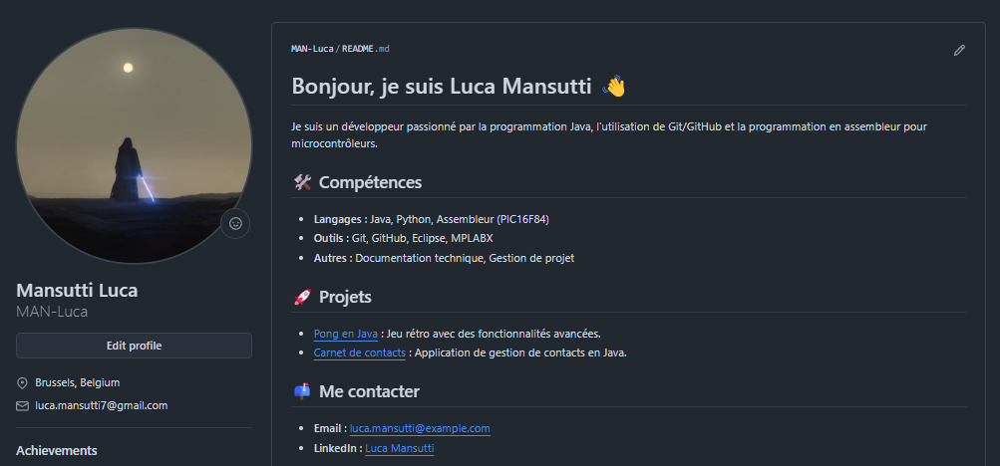 Mansutti Luca
MAN-Luca
Edit profile
Brussels, Belgium
luca.mansutti7@gmail.com
Achievements
MAN-Luca / README.md
Bonjour, je suis Luca Mansutti 👋
Je suis un développeur passionné par la programmation Java, l'utilisation de Git/GitHub et la programmation en assembleur pour
microcontrôleurs.
🛠️ Compétences
• Langages : Java, Python, Assembleur (PIC16F84)
• Outils : Git, GitHub, Eclipse, MPLABX
• Autres : Documentation technique, Gestion de projet
🚀 Projets
• Pong en Java : Jeu rétro avec des fonctionnalités avancées.
• Carnet de contacts : Application de gestion de contacts en Java.
📫 Me contacter
• Email : luca.mansutti@example.com
• LinkedIn : Luca Mansutti